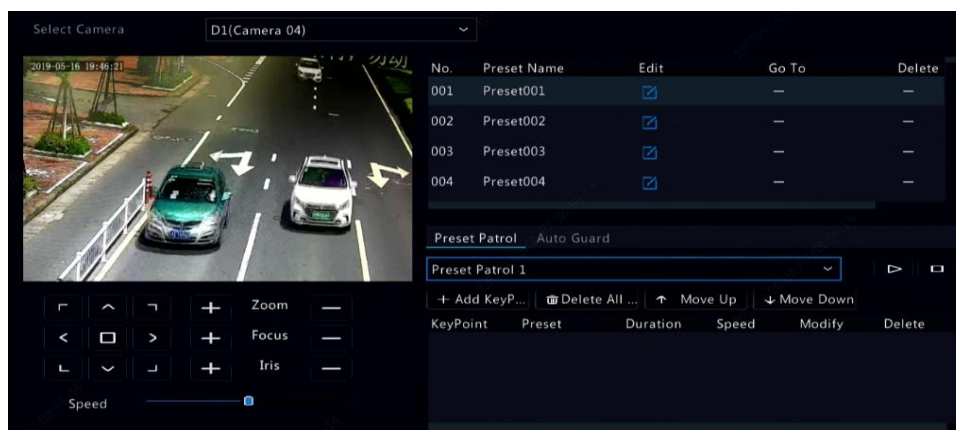 Select Camera D1(Camera 04)
2019-05-16 19:46:21
No. Preset Name Edit Go To Delete
001 Preset001
002 Preset002
003 Preset003
004 Preset004
Preset Patrol Auto Guard
Preset Patrol 1
Add KeyP... Delete All ... Move Up Move Down
KeyPoint Preset Duration Speed Modify Delete
Zoom
Focus
Iris
Speed